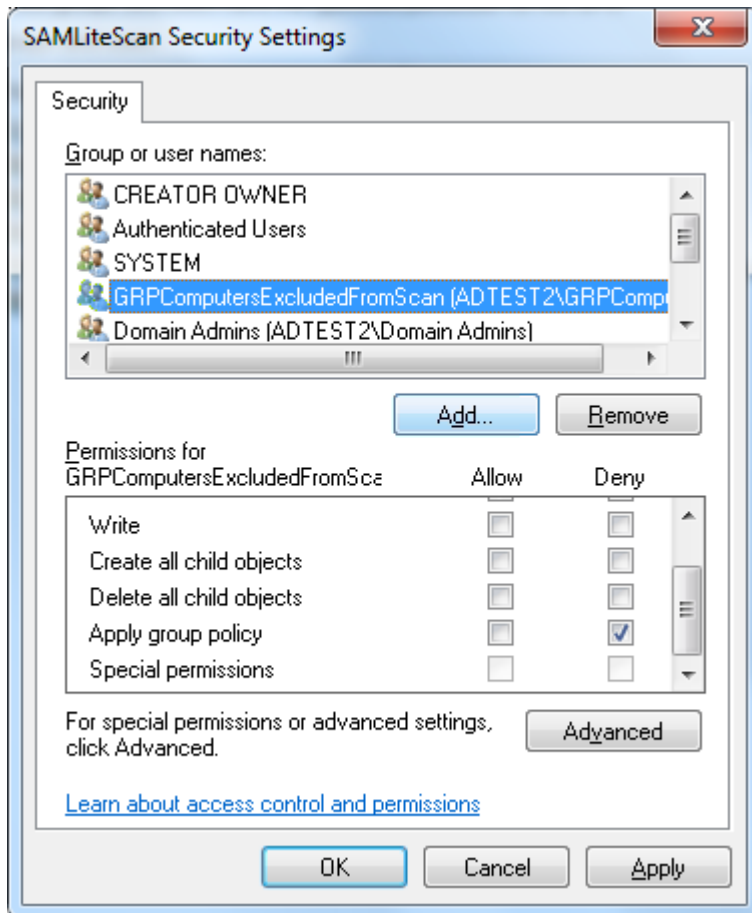 SAMLiteScan Security Settings
Security
Group or user names:
CREATOR OWNER
Authenticated Users
SYSTEM
GRPComputersExcludedFromScan (ADTEST2\GRPCompu
Domain Admins (ADTEST2\Domain Admins)
Add... Remove
Permissions for
GRPComputersExcludedFromSca Allow Deny
Write
Create all child objects
Delete all child objects
Apply group policy
Special permissions
For special permissions or advanced settings,
click Advanced.
Advanced
Learn about access control and permissions
OK Cancel Apply